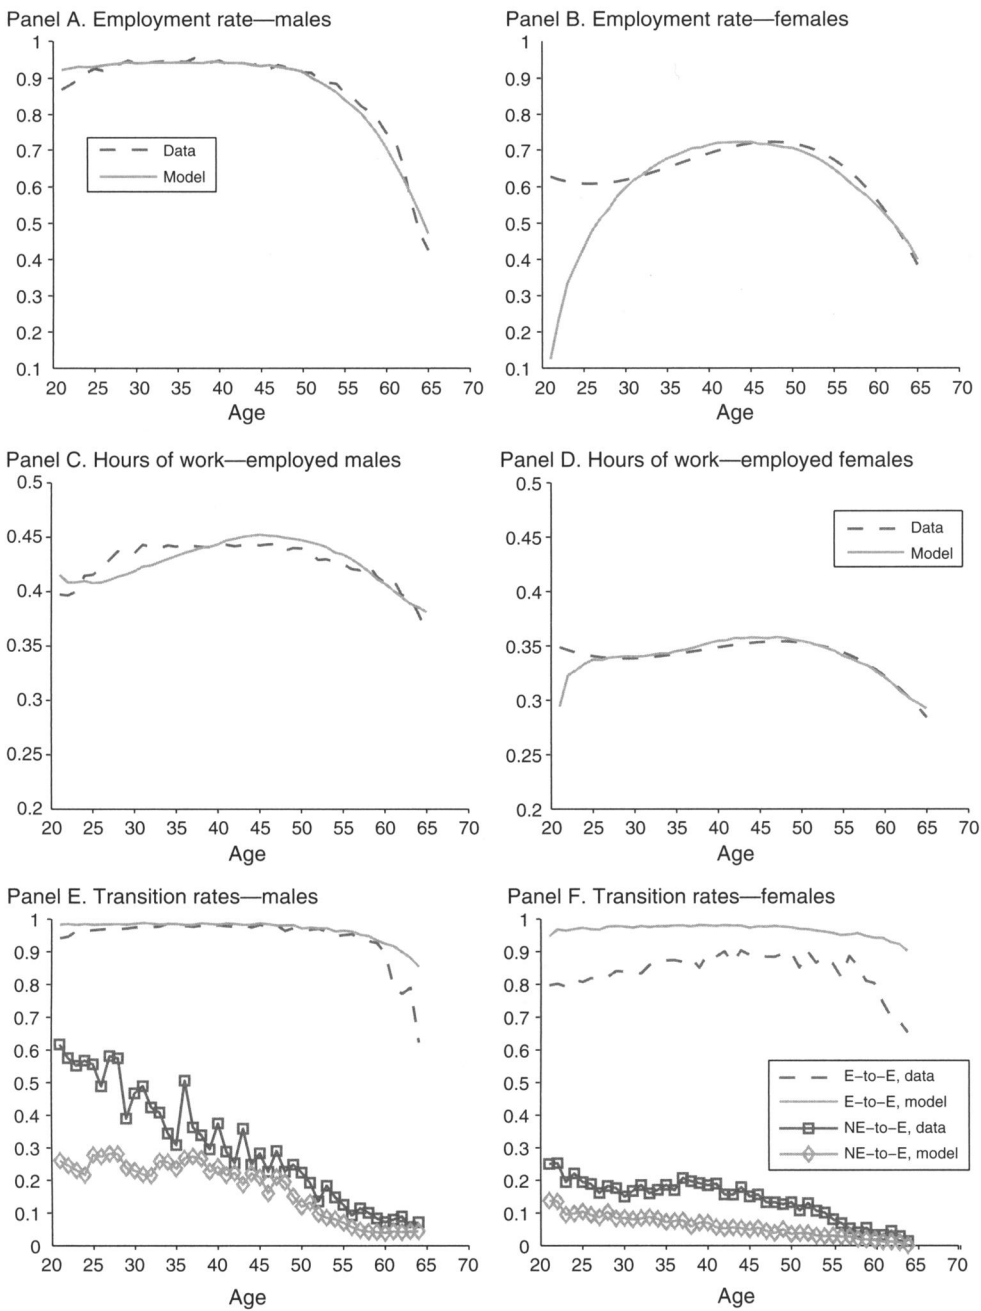 Panel A. Employment rate—males
1
0.9
0.8
0.7
0.6
0.5
0.4
0.3
0.2
0.1
Data
Model
20 25 30 35 40 45 50 55 60 65 70
Age
Panel B. Employment rate—females
1
0.9
0.8
0.7
0.6
0.5
0.4
0.3
0.2
0.1
20 25 30 35 40 45 50 55 60 65 70
Age
Panel C. Hours of work—employed males
0.5
0.45
0.4
0.35
0.3
0.25
0.2
20 25 30 35 40 45 50 55 60 65 70
Age
Panel D. Hours of work—employed females
0.5
0.45
0.4
0.35
0.3
0.25
0.2
Data
Model
20 25 30 35 40 45 50 55 60 65 70
Age
Panel E. Transition rates—males
1
0.9
0.8
0.7
0.6
0.5
0.4
0.3
0.2
0.1
0
20 25 30 35 40 45 50 55 60 65 70
Age
Panel F. Transition rates—females
1
0.9
0.8
0.7
0.6
0.5
0.4
0.3
0.2
0.1
0
E–to–E, data
E–to–E, model
NE–to–E, data
NE–to–E, model
20 25 30 35 40 45 50 55 60 65 70
Age